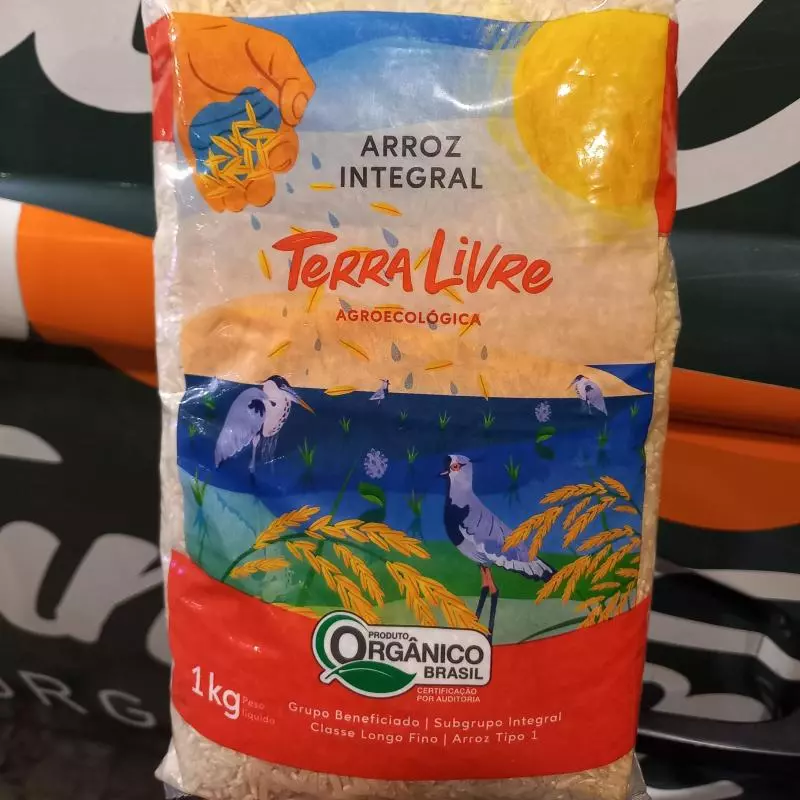 ARROZ
INTEGRAL
TERRA LiVRe
AGROECOLÓGICA
PRODUTO
ORGÂNICO
BRASIL
CERTIFICAÇÃO
POR AUDITORIA
1kg
Peso
líquido
Grupo Beneficiado | Subgrupo Integral
Classe Longo Fino | Arroz Tipo 1